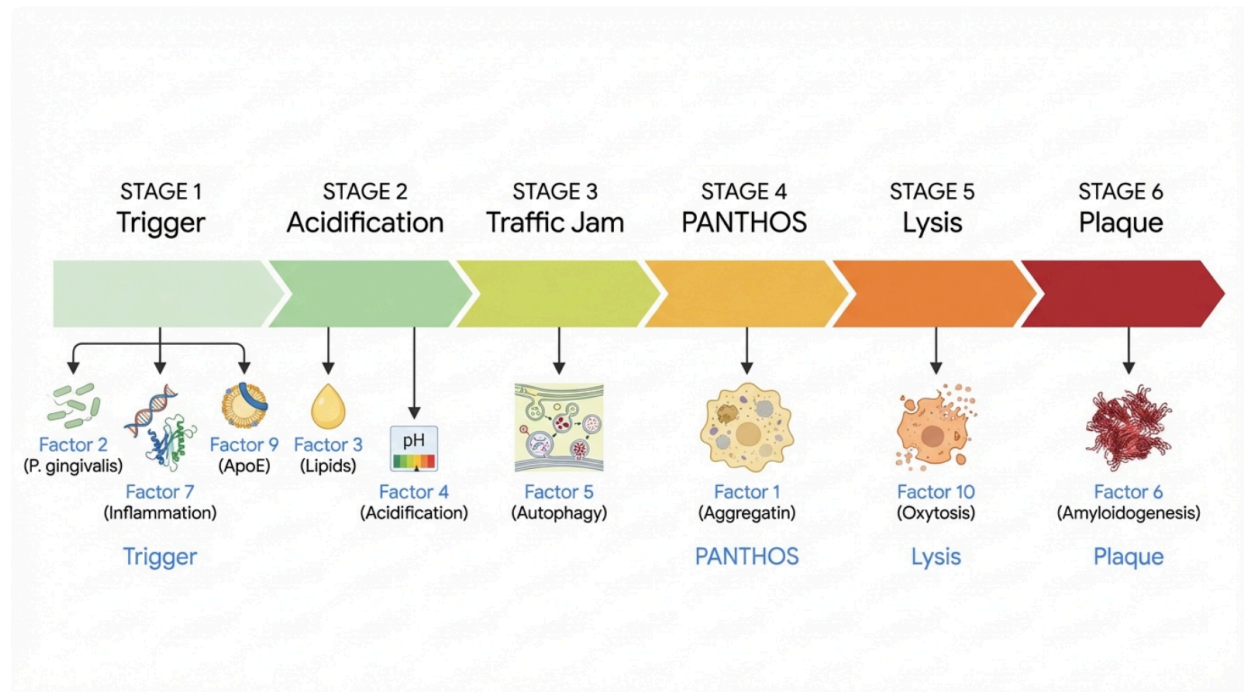 STAGE 1
Trigger
STAGE 2
Acidification
STAGE 3
Traffic Jam
STAGE 4
PANTHOS
STAGE 5
Lysis
STAGE 6
Plaque
Factor 2
(P. gingivalis)
Factor 7
(Inflammation)
Trigger
Factor 9
(ApoE)
Factor 3
(Lipids)
pH
Factor 4
(Acidification)
Factor 5
(Autophagy)
Factor 1
(Aggregatin)
PANTHOS
Factor 10
(Oxytosis)
Lysis
Factor 6
(Amyloidogenesis)
Plaque